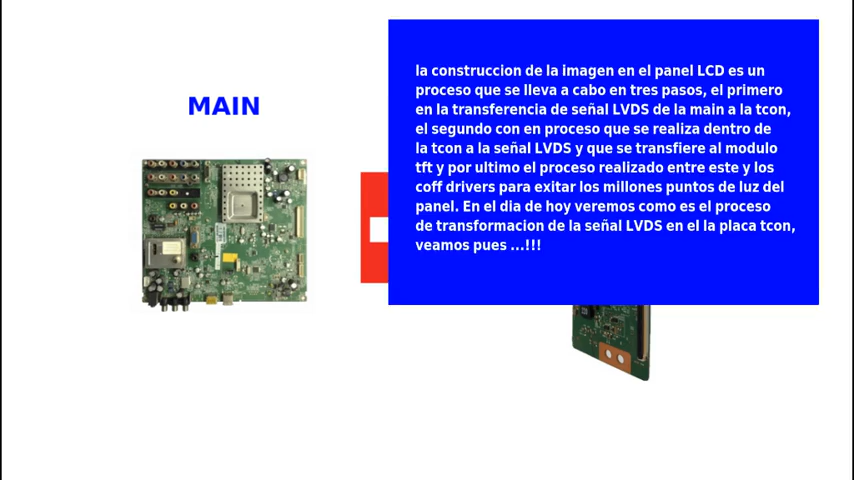 MAIN
la construccion de la imagen en el panel LCD es un
proceso que se lleva a cabo en tres pasos, el primero
en la transferencia de señal LVDS de la main a la tcon,
el segundo con en proceso que se realiza dentro de
la tcon a la señal LVDS y que se transfiere al modulo
tft y por ultimo el proceso realizado entre este y los
coff drivers para exitar los millones puntos de luz del
panel. En el dia de hoy veremos como es el proceso
de transformacion de la señal LVDS en el la placa tcon,
veamos pues ...!!!